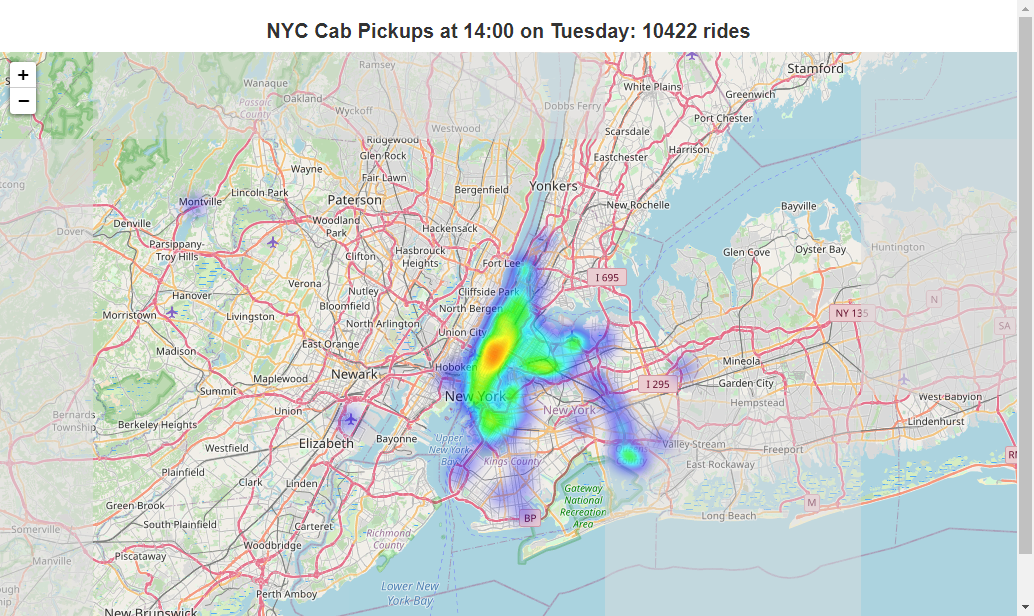 NYC Cab Pickups at 14:00 on Tuesday: 10422 rides
+
−
Ramsey
Stamford
Wanaque
White Plains
Greenwich
Oakland
Passaic
County
Wyckoff
Dobbs Ferry
Port Chester
Westwood
Scarsdale
Ridgewood
Harrison
Glen Rock
Eastchester
Wayne
Fair Lawn
Yonkers
Lincoln Park
Bergenfield
Montville
Paterson
New Rochelle
Bayville
Denville
Woodland
Park
Hackensack
Dover
Parsippany-
Troy Hills
Hasbrouck
Heights
Clifton
Glen Cove
Oyster Bay
Huntington
Fort Lee
I 695
Verona
Nutley
Cliffside Park
Hanover
Bloomfield
North Bergen
N
Morristown
Livingston
North Arlington
NY 135
SA
Union City
East Orange
Madison
Mineola
Newark
Hoboken
Maplewood
I 295
Garden City
Summit
New York
Hempstead
West Babylon
Union
New York
Bernards
Township
Berkeley Heights
Elizabeth
Bayonne
Upper
New York
Bay
Lindenhurst
Valley Stream
Westfield
Freeport
Kings County
East Rockaway
Plainfield
Clark
Linden
Gateway
National
Recreation
Area
M
Green Brook
BP
Long Beach
South Plainfield
Carteret
Somerville
Richmond
County
Woodbridge
Piscataway
Manville
Lower New
York Bay
Perth Amboy
New Brunswick